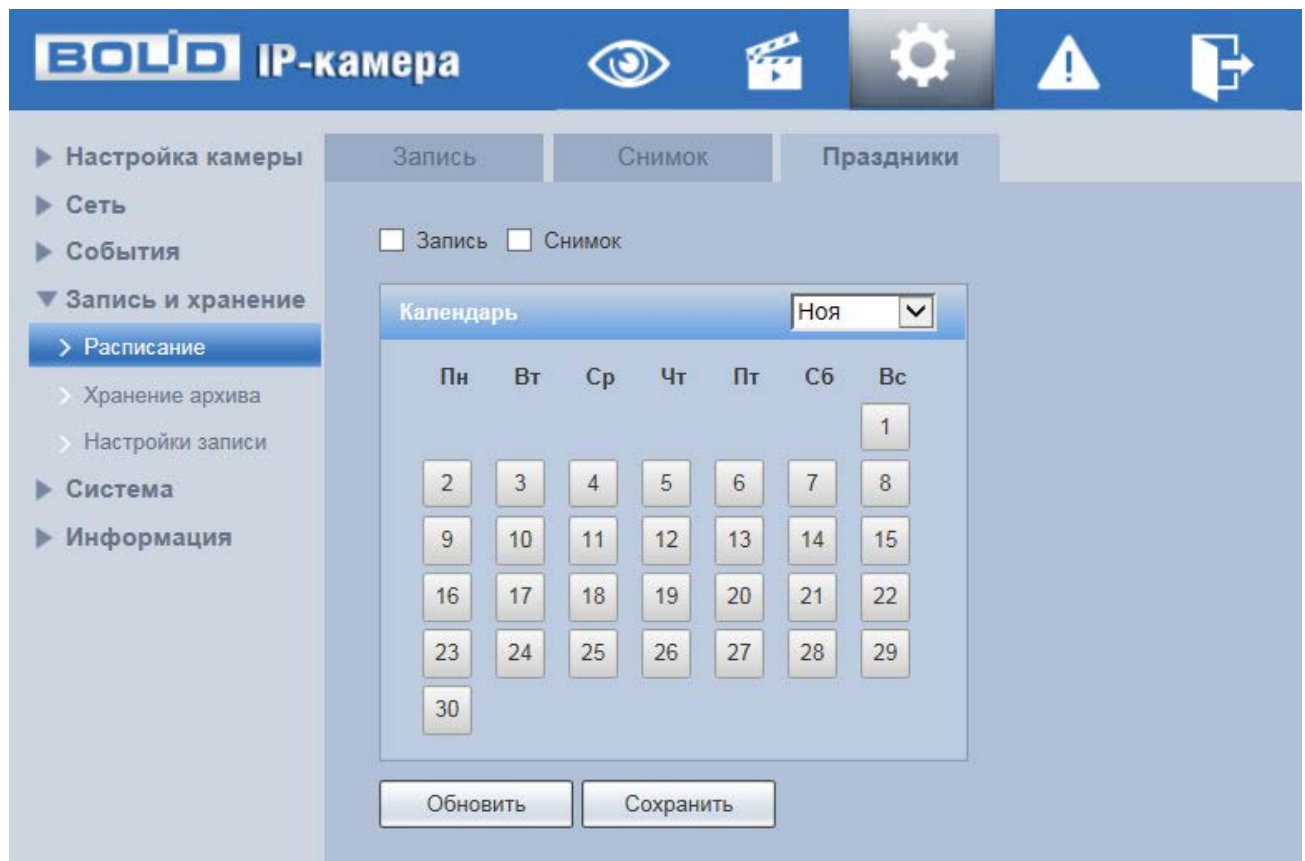 BOLID IP-камера
Настройка камеры
Сеть
События
Запись и хранение
Расписание
Хранение архива
Настройки записи
Система
Информация
Запись Снимок Праздники
Запись Снимок
Календарь Ноя
Пн Вт Ср Чт Пт Сб Вс
1
2 3 4 5 6 7 8
9 10 11 12 13 14 15
16 17 18 19 20 21 22
23 24 25 26 27 28 29
30
Обновить Сохранить